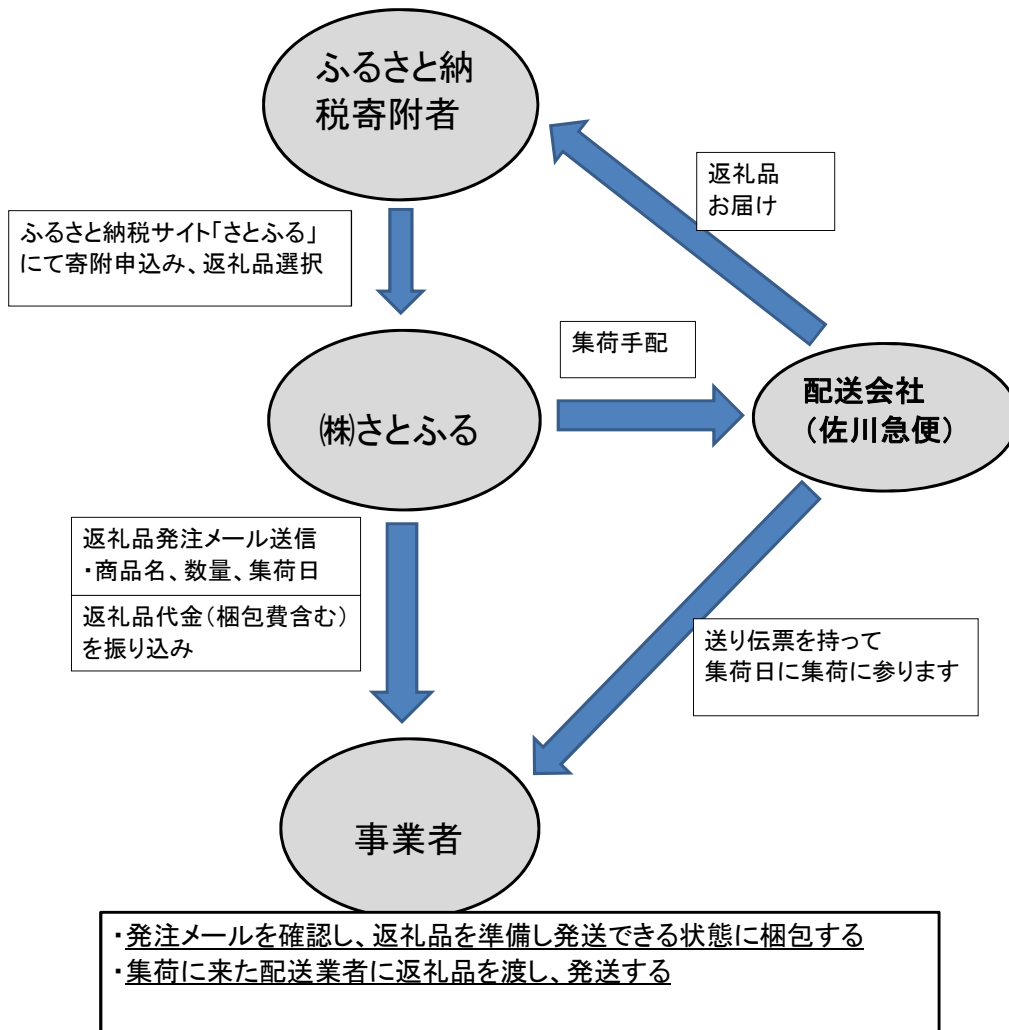 ふるさと納
税寄附者
返礼品
お届け
ふるさと納税サイト「さとふる」
にて寄附申込み、返礼品選択
集荷手配
㈱さとふる
配送会社
（佐川急便）
返礼品発注メール送信
・商品名、数量、集荷日
返礼品代金（梱包費含む）
を振り込み
送り伝票を持って
集荷日に集荷に参ります
事業者
・発注メールを確認し、返礼品を準備し発送できる状態に梱包する
・集荷に来た配送業者に返礼品を渡し、発送する